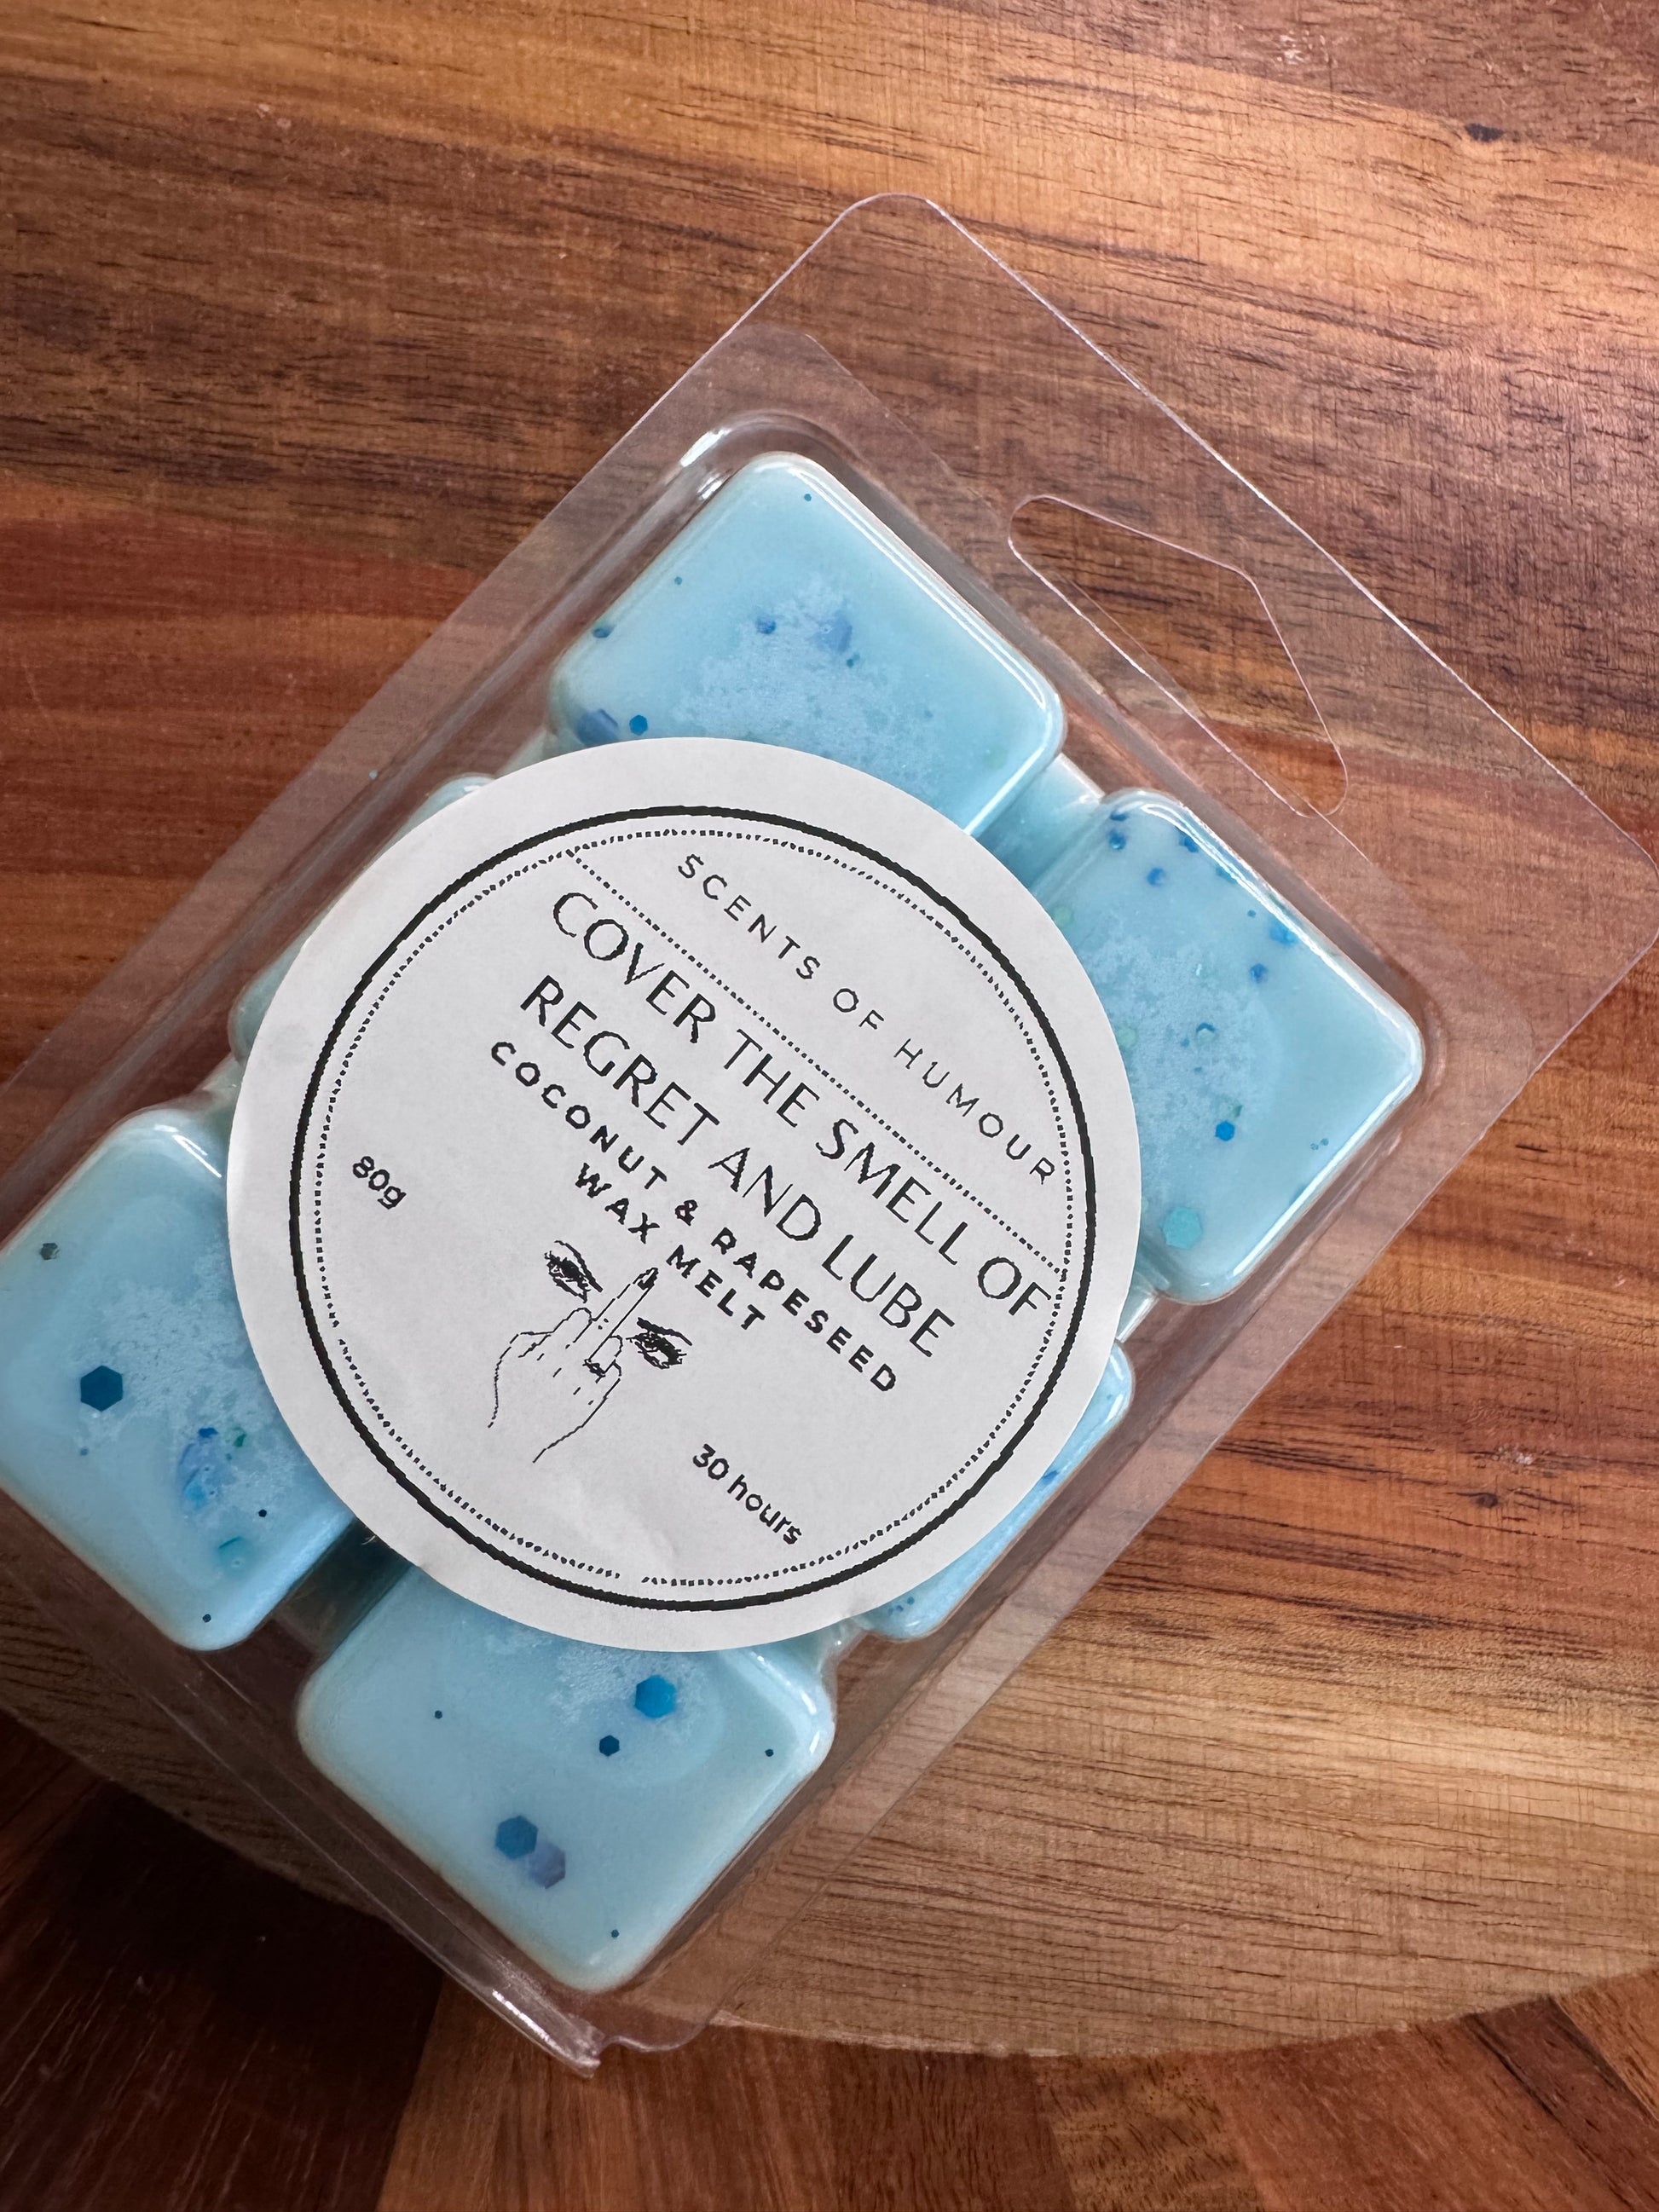 SCENTS OF HUMOUR
COVER THE SMELL OF
REGRET AND LUBE
COCONUT & RAPESEED
WAX MELT
80g
30 hours